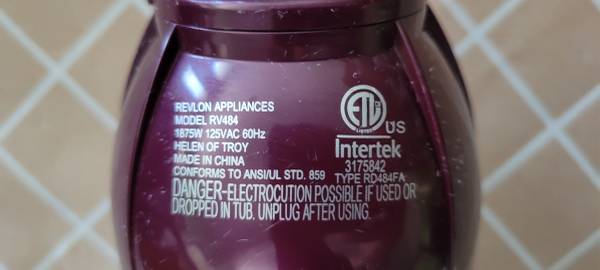 REVLON APPLIANCES
MODEL RV484
1875W 125VAC 60Hz
HELEN OF TROY
MADE IN CHINA
CONFORMS TO ANSI/UL STD. 859
ETL
LISTED
US
Intertek
3175842
TYPE RD484FA
DANGER-ELECTROCUTION POSSIBLE IF USED OR
DROPPED IN TUB. UNPLUG AFTER USING.